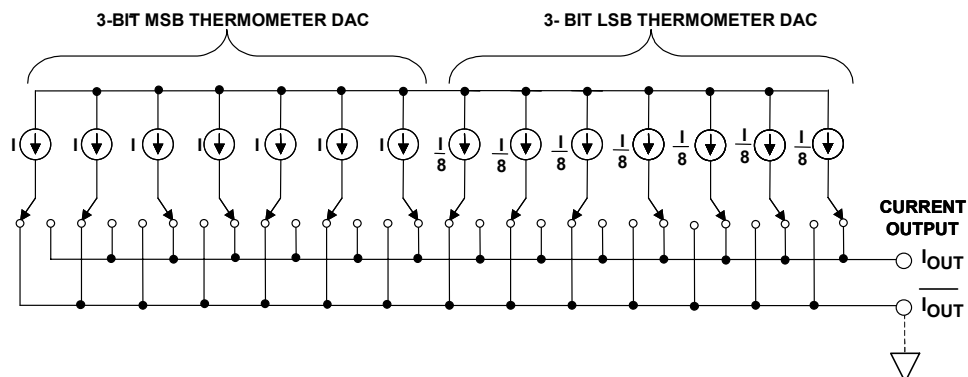 3-BIT MSB THERMOMETER DAC
3- BIT LSB THERMOMETER DAC
I I I I I I I I/8 I/8 I/8 I/8 I/8 I/8 I/8
CURRENT
OUTPUT
IOUT
IOUT